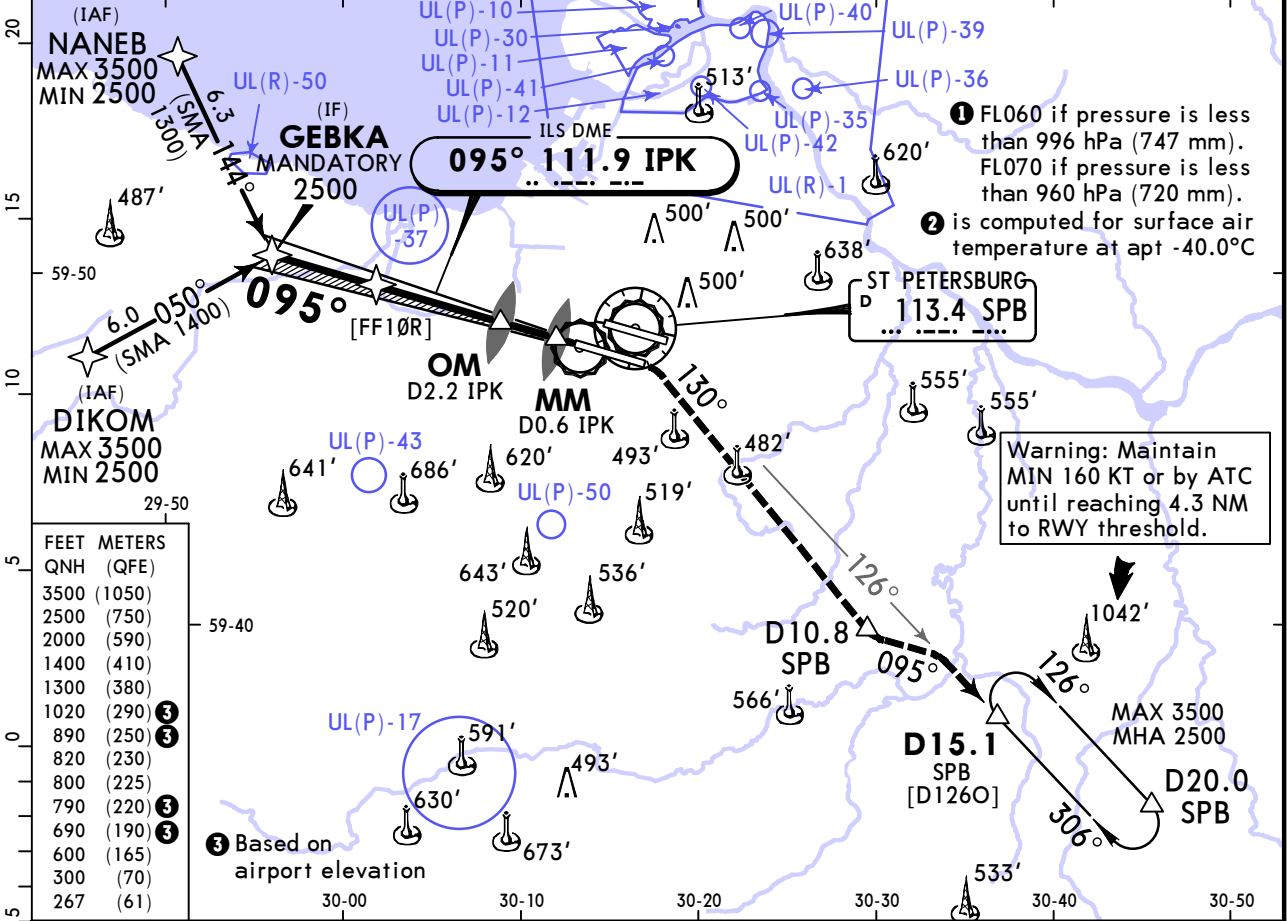 20
(IAF)
NANEB
MAX 3500
MIN 2500
UL(R)-50
6.3
(SMA
1300)
144°
(IF)
GEBKA
MANDATORY
2500
UL(P)-10
UL(P)-30
UL(P)-11
UL(P)-41
UL(P)-12
UL(P)-40
UL(P)-39
UL(P)-36
UL(P)-35
UL(P)-42
513'
620'
UL(R)-1
ILS DME
095° 111.9 IPK
1 FL060 if pressure is less
than 996 hPa (747 mm).
FL070 if pressure is less
than 960 hPa (720 mm).
2 is computed for surface air
temperature at apt -40.0°C
15
487'
UL(P)
-37
500'
500'
500'
638'
59-50
6.0 050°
(SMA 1400)
095°
[FF10R]
OM
D2.2 IPK
MM
D0.6 IPK
ST PETERSBURG
D 113.4 SPB
10
(IAF)
DIKOM
MAX 3500
MIN 2500
130°
555'
555'
UL(P)-43
641'
686'
620'
493'
482'
UL(P)-50
519'
Warning: Maintain
MIN 160 KT or by ATC
until reaching 4.3 NM
to RWY threshold.
29-50
5
643'
536'
520'
126°
59-40
D10.8
SPB
095°
1042'
566'
126°
MAX 3500
MHA 2500
D15.1
SPB
[D126O]
D20.0
SPB
306°
0
UL(P)-17
591'
493'
630'
673'
533'
FEET METERS
QNH (QFE)
3500 (1050)
2500 (750)
2000 (590)
1400 (410)
1300 (380)
1020 (290) 3
890 (250) 3
820 (230)
800 (225)
790 (220) 3
690 (190) 3
600 (165)
300 (70)
267 (61)
3 Based on
airport elevation
5
30-00
30-10
30-20
30-30
30-40
30-50